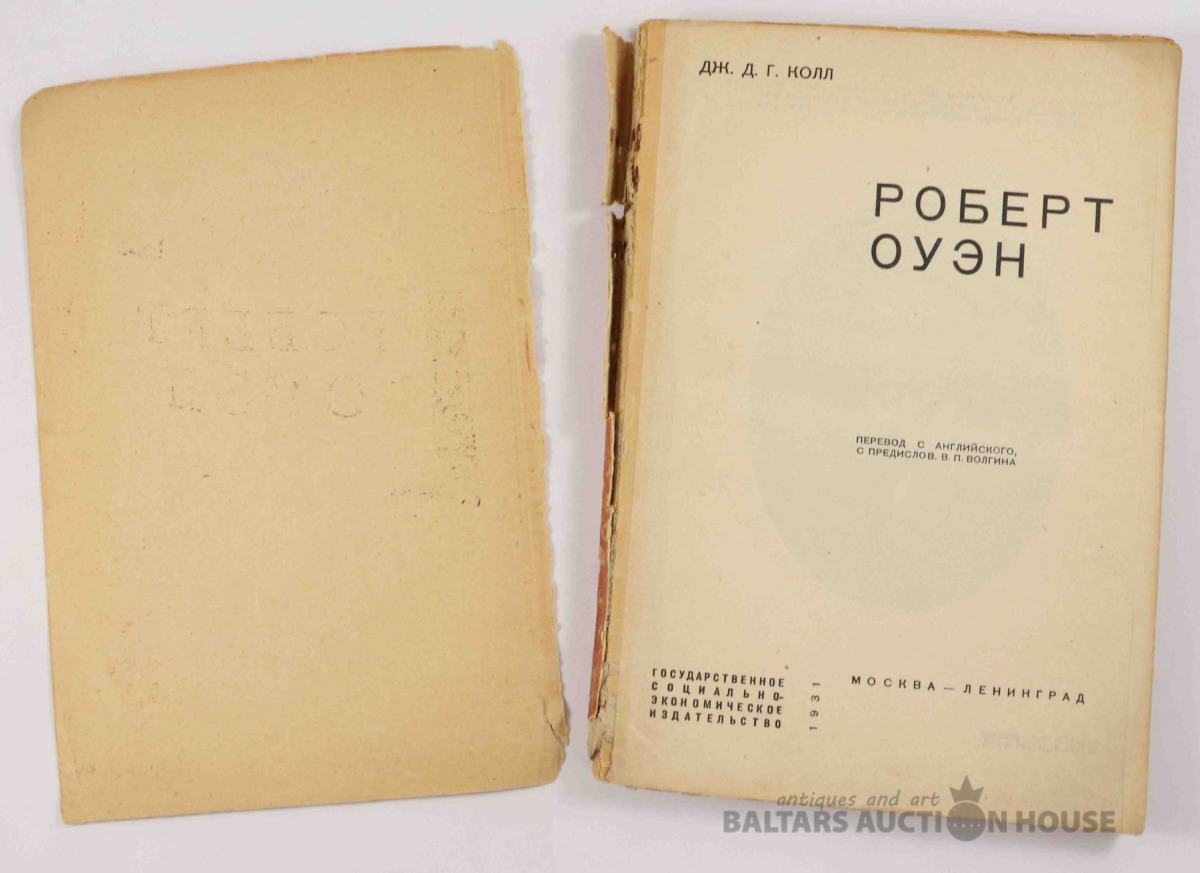 ДЖ. Д. Г. КОЛЛ
РОБЕРТ
ОУЭН
ПЕРЕВОД С АНГЛИЙСКОГО,
С ПРЕДИСЛОВ. В. П. ВОЛГИНА
ГОСУДАРСТВЕННОЕ
СОЦИАЛЬНО-
ЭКОНОМИЧЕСКОЕ
ИЗДАТЕЛЬСТВО
1931
МОСКВА — ЛЕНИНГРАД
antiques and art
BALTARS AUCTION HOUSE